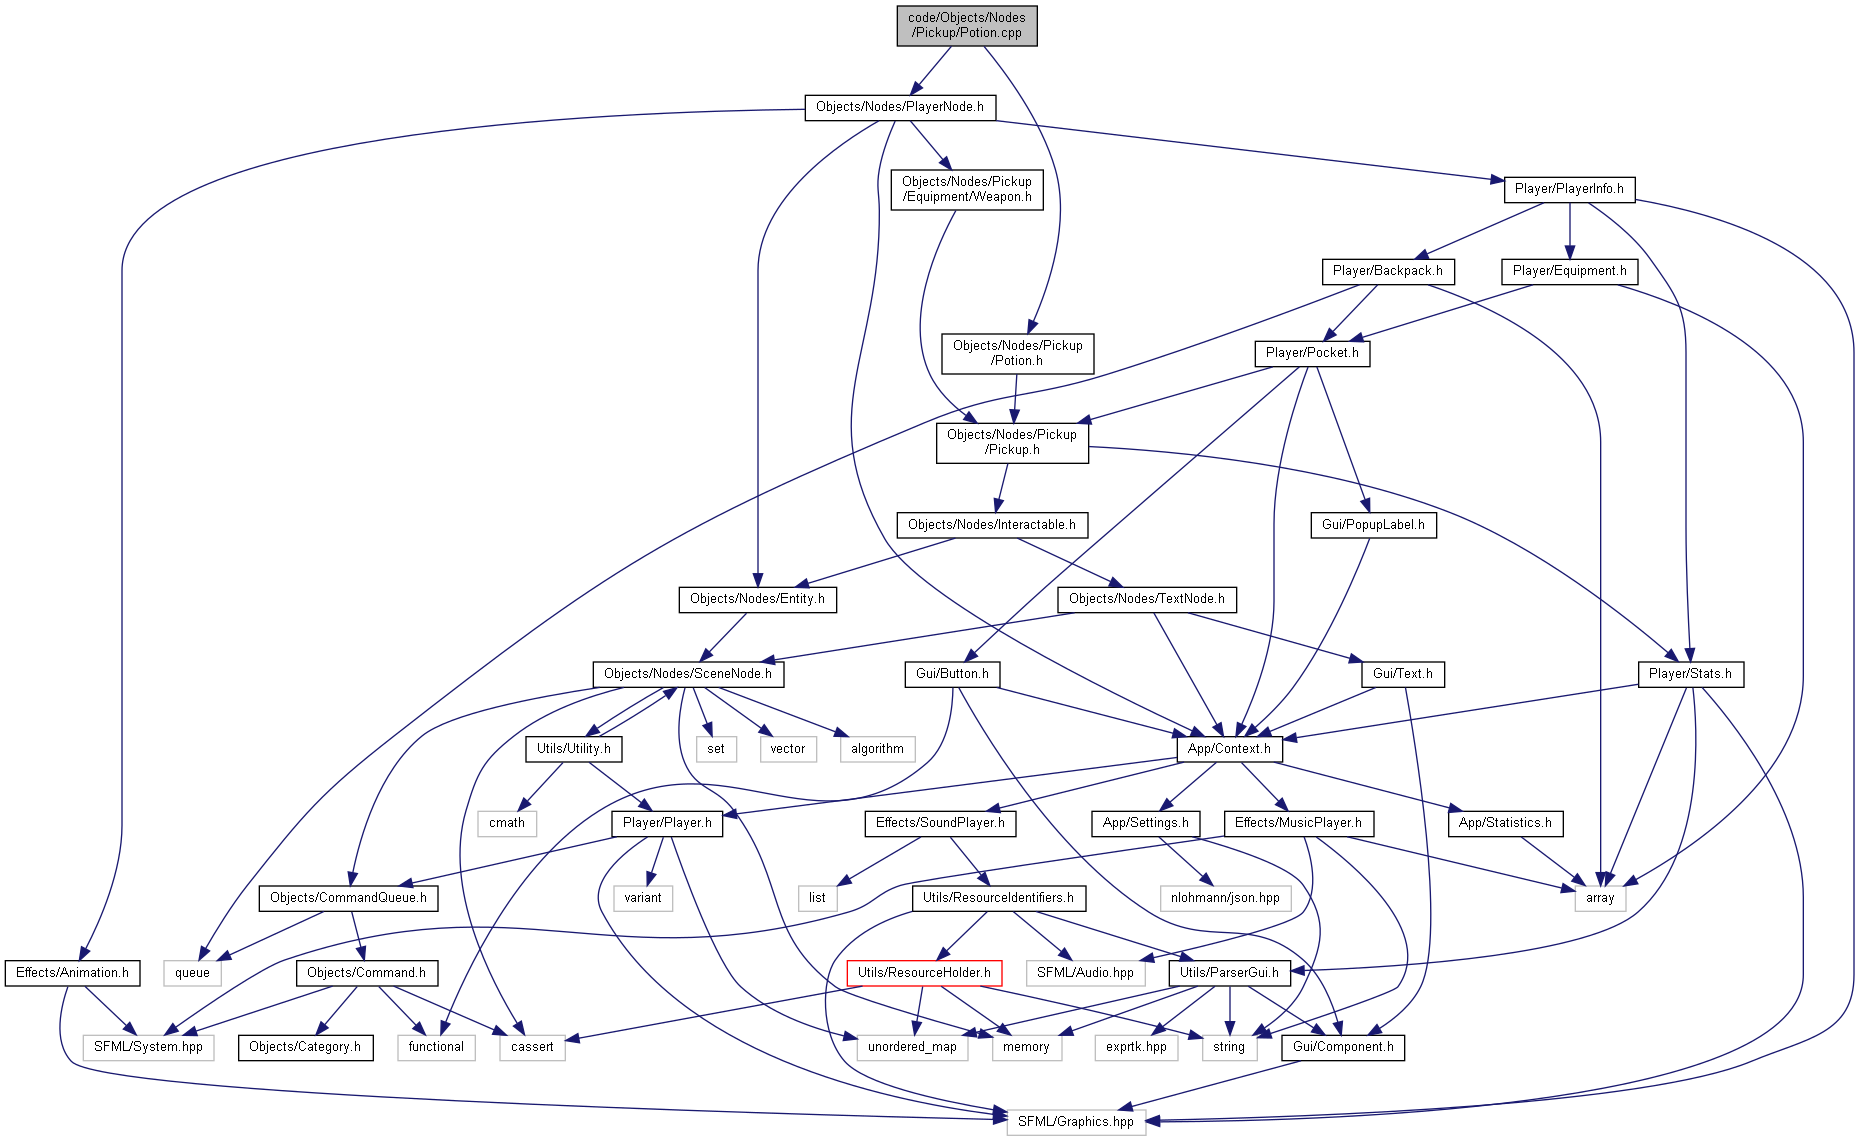 code/Objects/Nodes
/Pickup/Potion.cpp
Objects/Nodes/PlayerNode.h
Objects/Nodes/Pickup
/Equipment/Weapon.h
Player/PlayerInfo.h
Player/Backpack.h
Player/Equipment.h
Objects/Nodes/Pickup
/Potion.h
Player/Pocket.h
Objects/Nodes/Pickup
/Pickup.h
Objects/Nodes/Interactable.h
Gui/PopupLabel.h
Objects/Nodes/Entity.h
Objects/Nodes/TextNode.h
Objects/Nodes/SceneNode.h
Gui/Button.h
Gui/Text.h
Player/Stats.h
Utils/Utility.h
set
vector
algorithm
App/Context.h
cmath
Player/Player.h
Effects/SoundPlayer.h
App/Settings.h
Effects/MusicPlayer.h
App/Statistics.h
Objects/CommandQueue.h
variant
list
Utils/ResourceIdentifiers.h
nlohmann/json.hpp
array
Effects/Animation.h
queue
Objects/Command.h
Utils/ResourceHolder.h
SFML/Audio.hpp
Utils/ParserGui.h
SFML/System.hpp
Objects/Category.h
functional
cassert
unordered_map
memory
exprtk.hpp
string
Gui/Component.h
SFML/Graphics.hpp